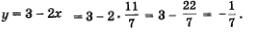 y = 3 − 2x = 3 − 2 · 11/7 = 3 − 22/7 = − 1/7 .